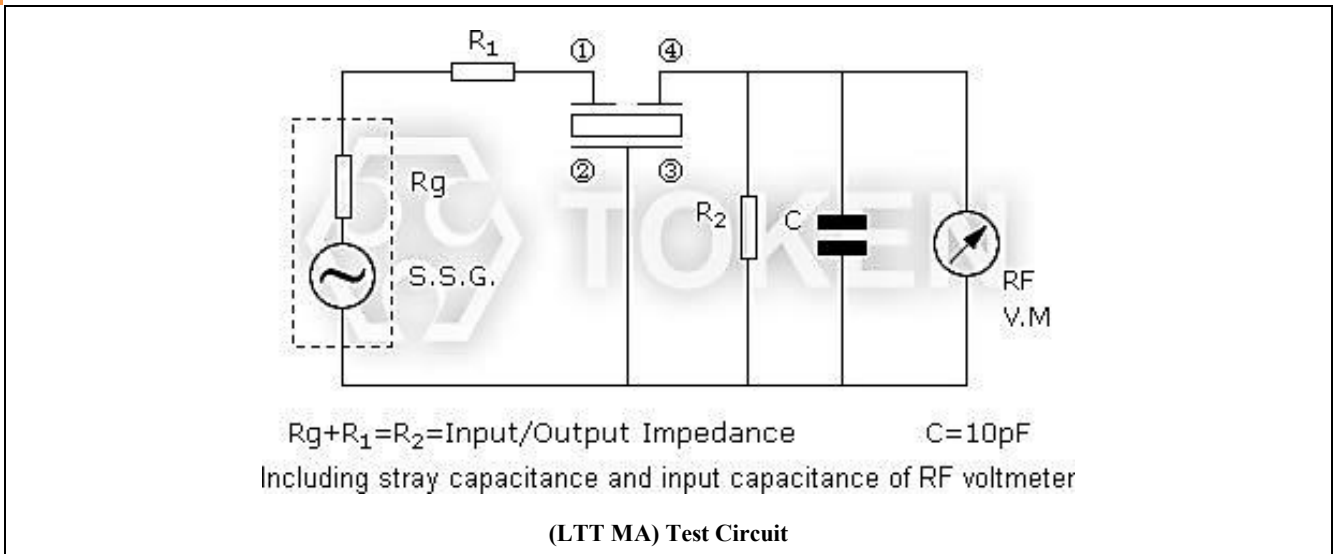 R₁
①
④
②
③
Rg
R₂
C
TOKEN
S.S.G.
RF
V.M
Rg+R₁=R₂=Input/Output Impedance C=10pF
Including stray capacitance and input capacitance of RF voltmeter
(LTT MA) Test Circuit